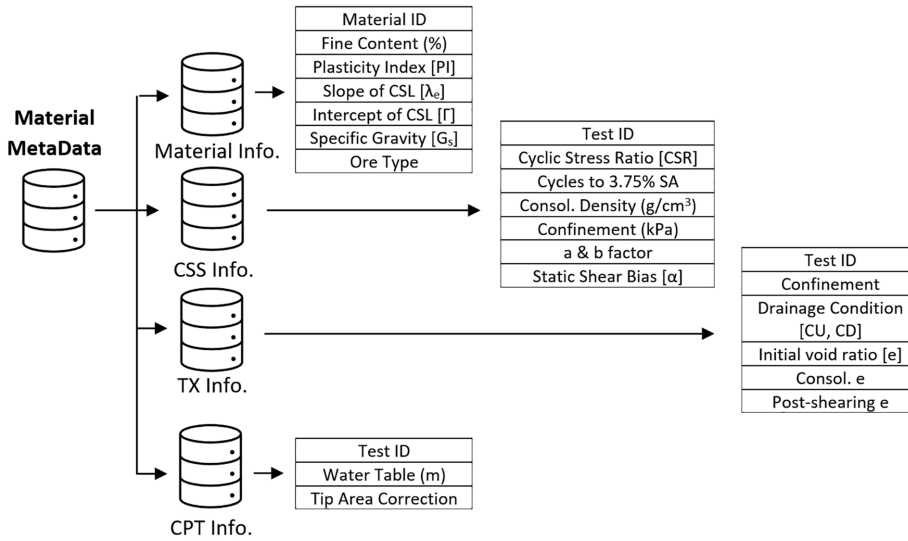 Material
MetaData
Material Info.
Material ID
Fine Content (%)
Plasticity Index [PI]
Slope of CSL [λₑ]
Intercept of CSL [Γ]
Specific Gravity [Gₛ]
Ore Type
CSS Info.
Test ID
Cyclic Stress Ratio [CSR]
Cycles to 3.75% SA
Consol. Density (g/cm³)
Confinement (kPa)
a & b factor
Static Shear Bias [α]
TX Info.
Test ID
Confinement
Drainage Condition
[CU, CD]
Initial void ratio [e]
Consol. e
Post-shearing e
CPT Info.
Test ID
Water Table (m)
Tip Area Correction